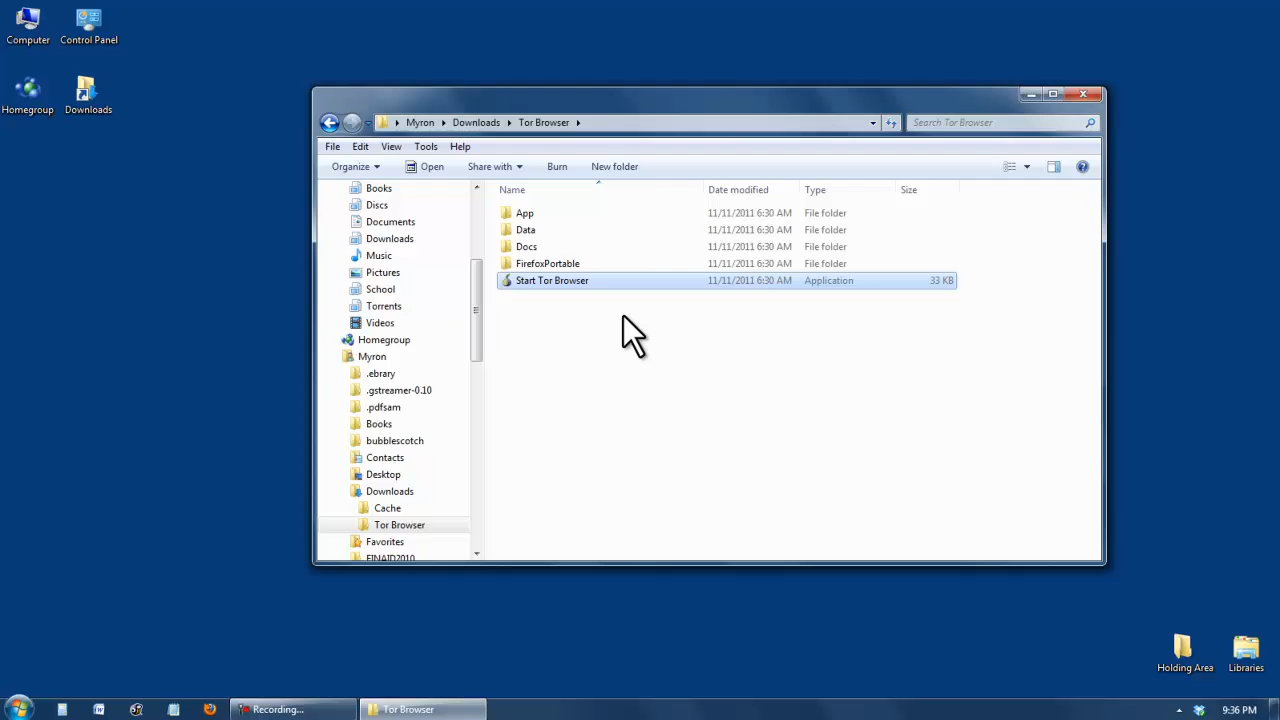 Computer
Control Panel
Homegroup
Downloads
Myron
Downloads
Tor Browser
Search Tor Browser
File Edit View Tools Help
Organize Open Share with Burn New folder
Name Date modified Type Size
Books
Discs
Documents
Downloads
Music
Pictures
School
Torrents
Videos
Homegroup
Myron
.ebrary
.gstreamer-0.10
.pdfsam
Books
bubblescotch
Contacts
Desktop
Downloads
Cache
Tor Browser
Favorites
FINAID2010
App 11/11/2011 6:30 AM File folder
Data 11/11/2011 6:30 AM File folder
Docs 11/11/2011 6:30 AM File folder
FirefoxPortable 11/11/2011 6:30 AM File folder
Start Tor Browser 11/11/2011 6:30 AM Application 33 KB
Holding Area
Libraries
Recording...
Tor Browser
9:36 PM